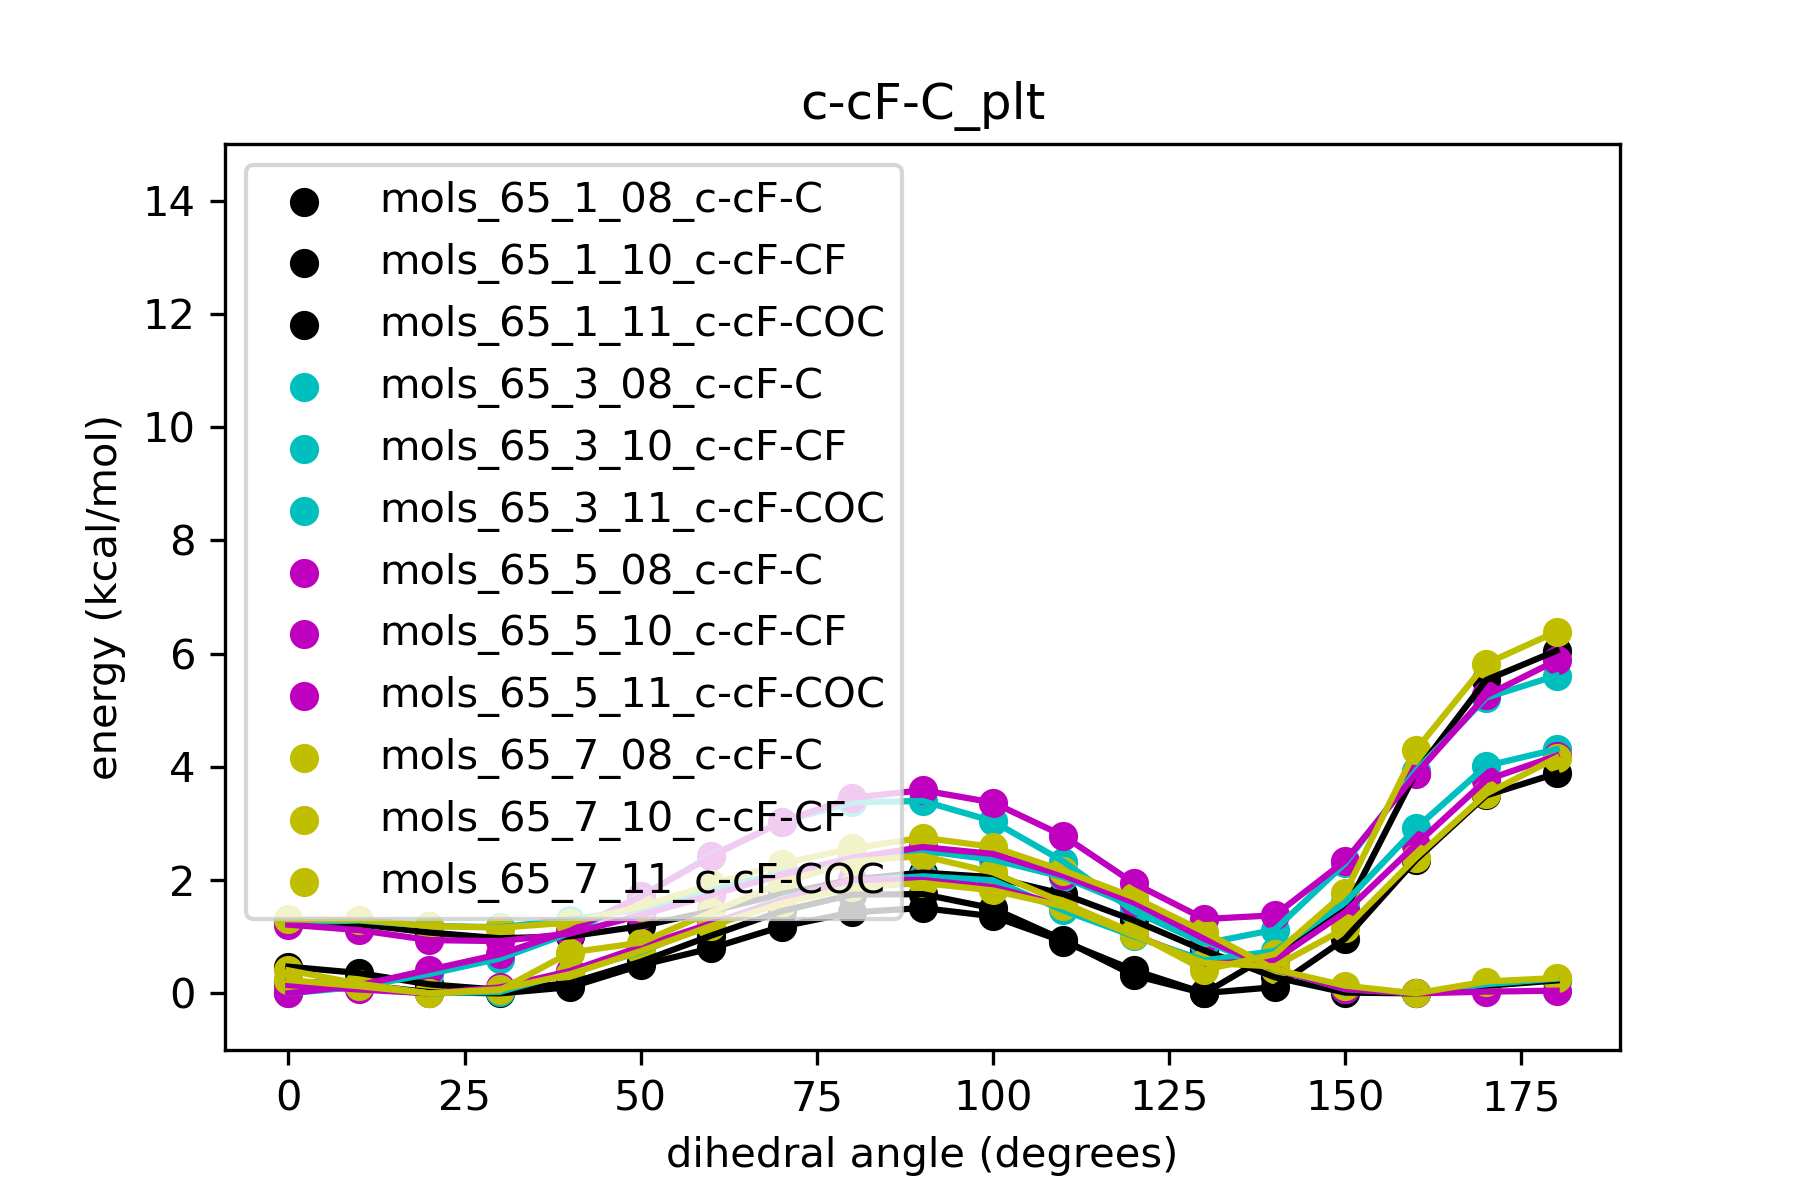 c-cF-C_plt
mols_65_1_08_c-cF-C
mols_65_1_10_c-cF-CF
mols_65_1_11_c-cF-COC
mols_65_3_08_c-cF-C
mols_65_3_10_c-cF-CF
mols_65_3_11_c-cF-COC
mols_65_5_08_c-cF-C
mols_65_5_10_c-cF-CF
mols_65_5_11_c-cF-COC
mols_65_7_08_c-cF-C
mols_65_7_10_c-cF-CF
mols_65_7_11_c-cF-COC
energy (kcal/mol)
14
12
10
8
6
4
2
0
0 25 50 75 100 125 150 175
dihedral angle (degrees)